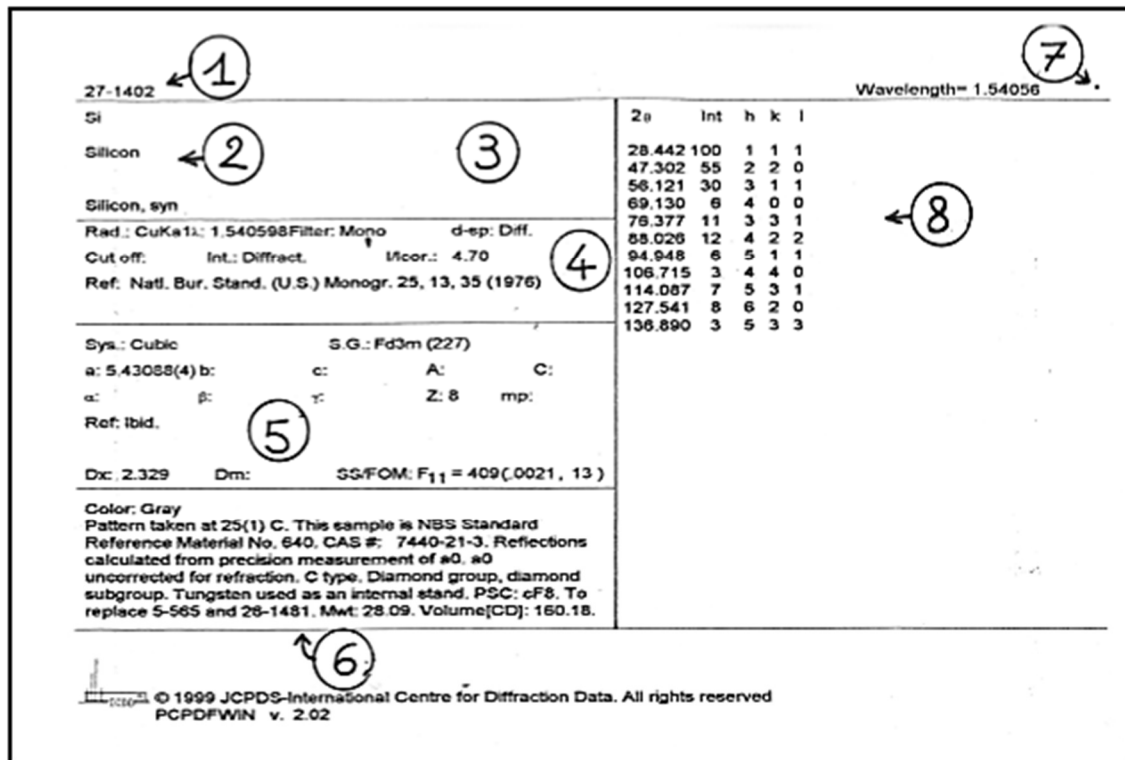 1
7
27-1402
Wavelength= 1.54056
Si
Silicon
2
3
Silicon, syn
Rad.: CuKa1λ: 1.540598Filter: Mono d-sp: Diff.
Cut off: Int.: Diffract. I/Icor.: 4.70
4
Ref: Natl. Bur. Stand. (U.S.) Monogr. 25, 13, 35 (1976)
Sys.: Cubic S.G.: Fd3m (227)
a: 5.43088(4) b: c: A: C:
α: β: γ: Z: 8 mp:
Ref: Ibid.
5
Dx: 2.329 Dm: SS/FOM: F11 = 409(.0021, 13)
Color: Gray
Pattern taken at 25(1) C. This sample is NBS Standard
Reference Material No. 640. CAS #: 7440-21-3. Reflections
calculated from precision measurement of a0. a0
uncorrected for refraction. C type. Diamond group, diamond
subgroup. Tungsten used as an internal stand. PSC: cF8. To
replace 5-565 and 26-1481. Mwt: 28.09. Volume[CD]: 160.18.
6
2θ Int h k l
28.442 100 1 1 1
47.302 55 2 2 0
56.121 30 3 1 1
69.130 6 4 0 0
76.377 11 3 3 1
88.026 12 4 2 2
94.948 6 5 1 1
106.715 3 4 4 0
114.087 7 5 3 1
127.541 8 6 2 0
136.890 3 5 3 3
8
© 1999 JCPDS-International Centre for Diffraction Data. All rights reserved
PCPDFWIN v. 2.02